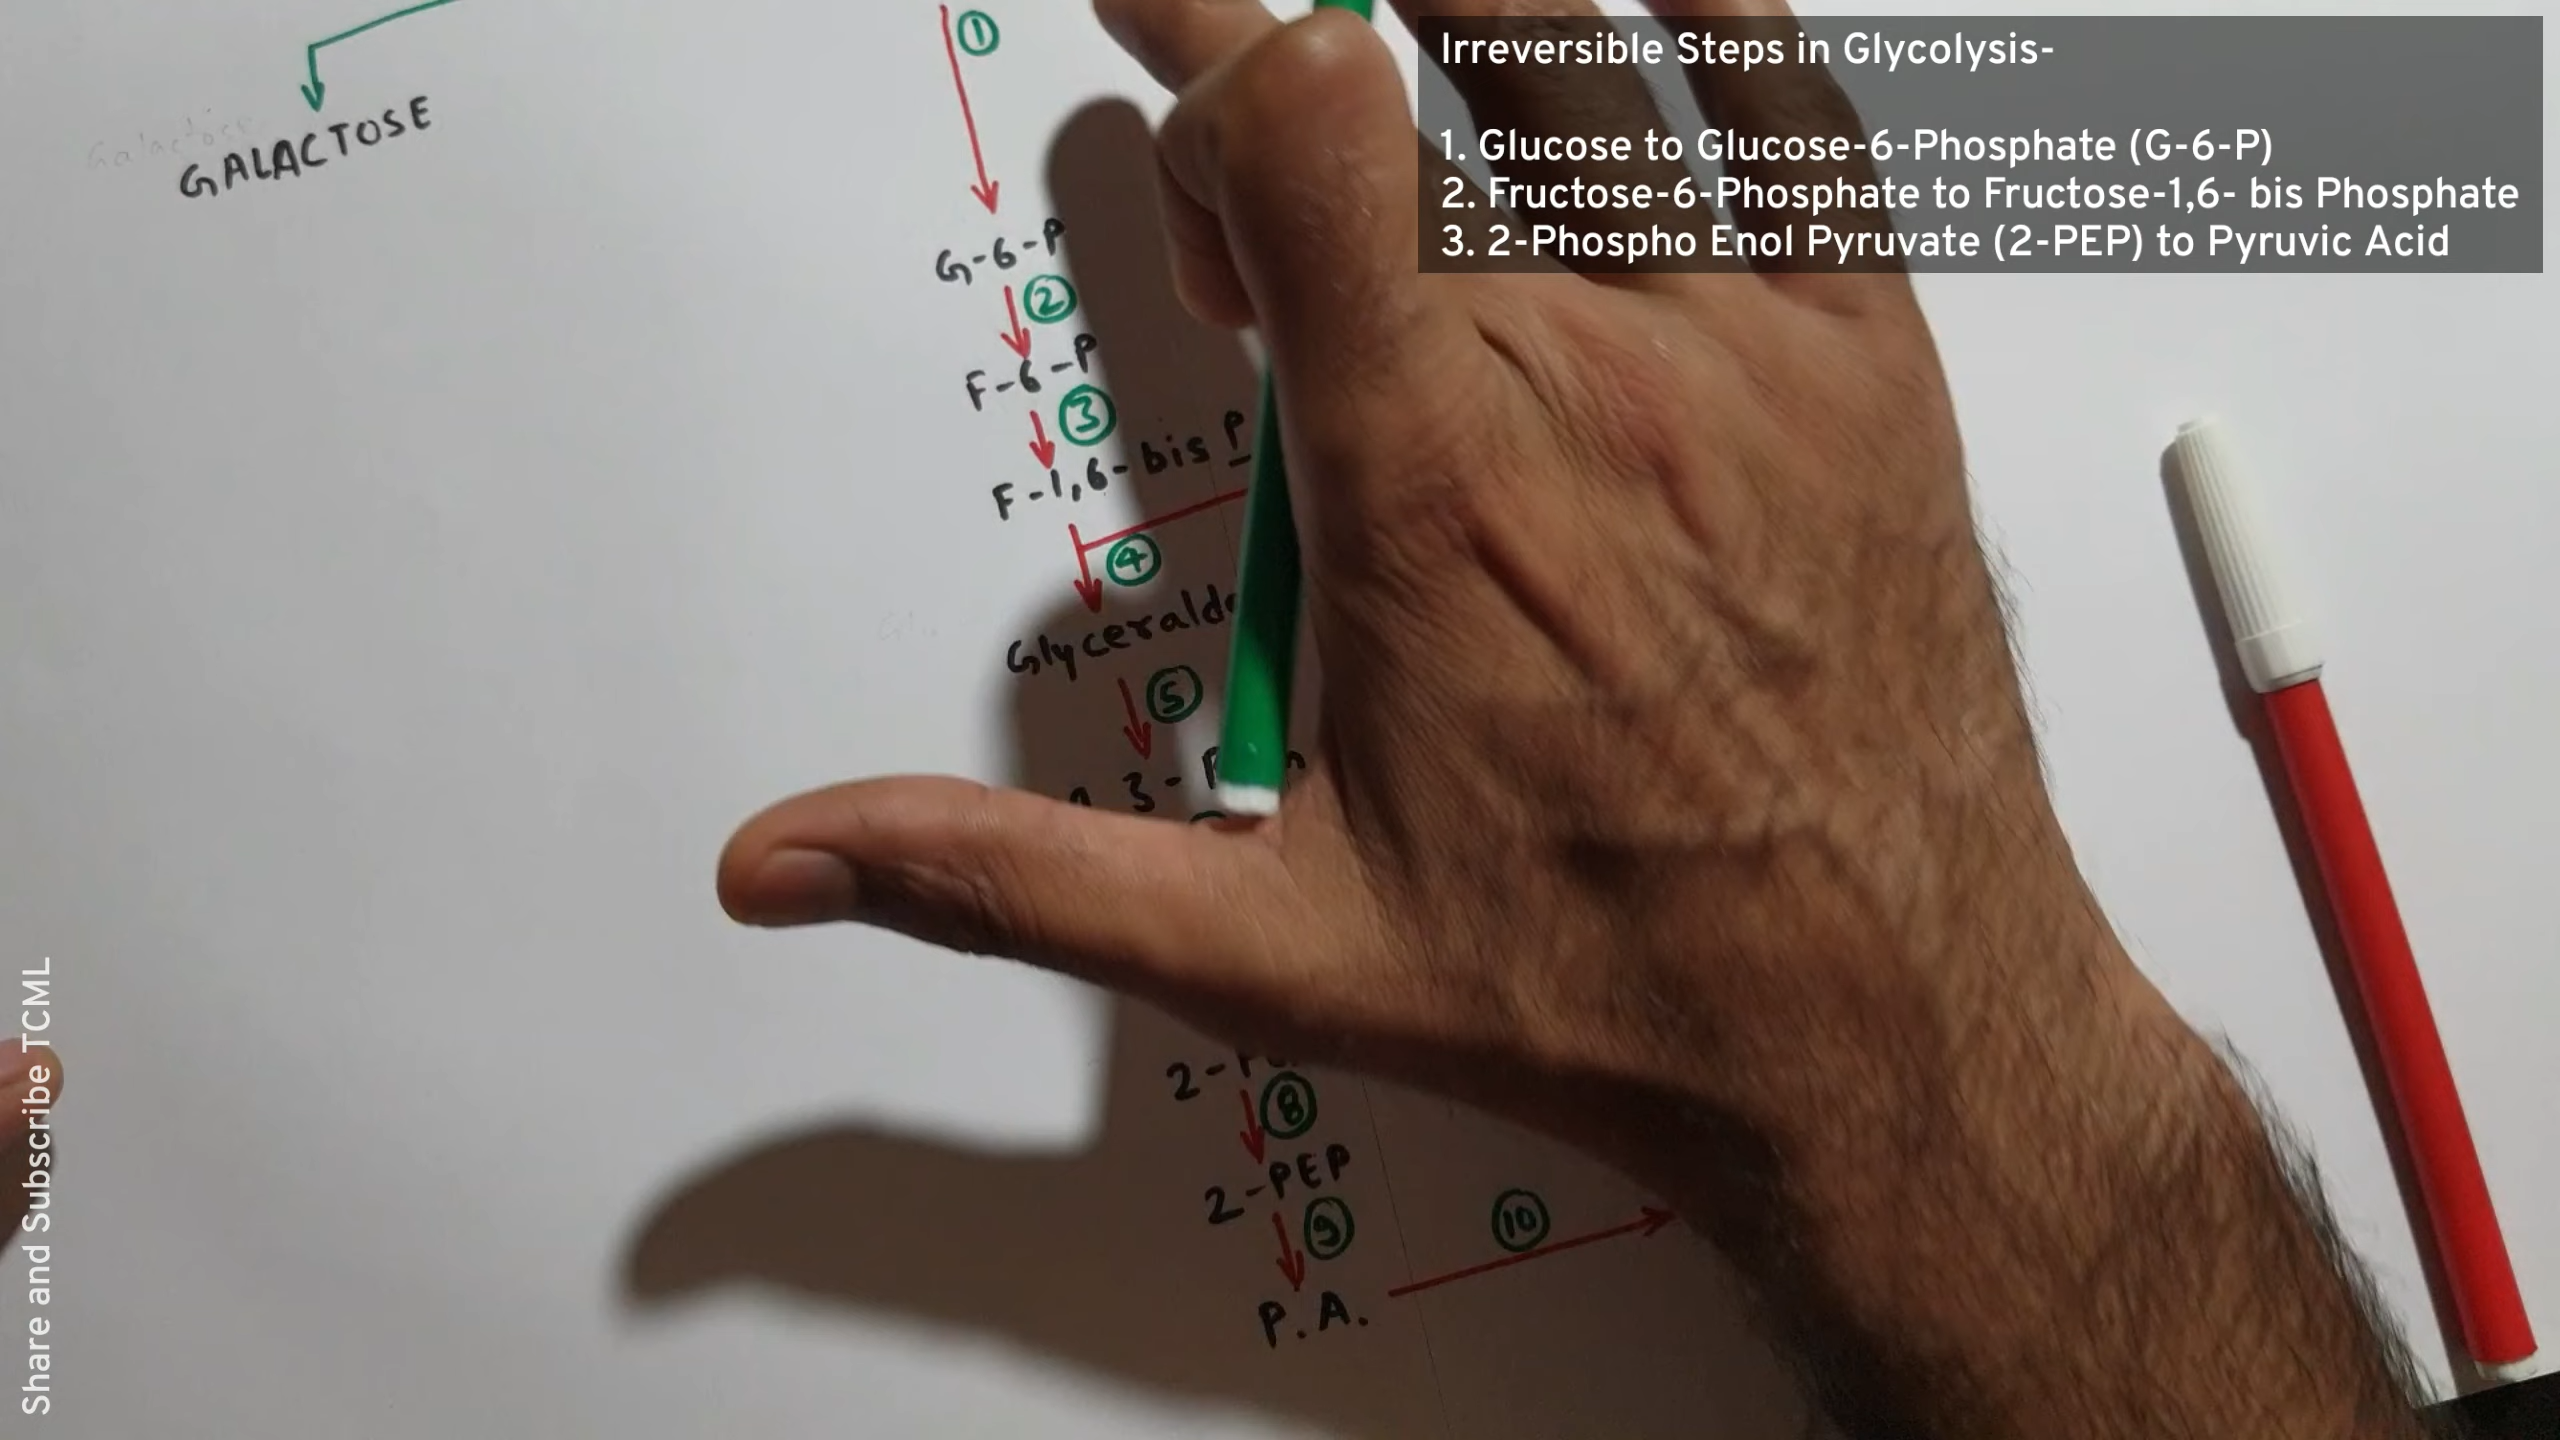 Irreversible Steps in Glycolysis-
1. Glucose to Glucose-6-Phosphate (G-6-P)
2. Fructose-6-Phosphate to Fructose-1,6- bis Phosphate
3. 2-Phospho Enol Pyruvate (2-PEP) to Pyruvic Acid
GALACTOSE
1
G-6-P
2
F-6-P
3
F-1,6-bis P
4
5
3-
2-
8
2-PEP
9
10
P.A.
Share and Subscribe TCML